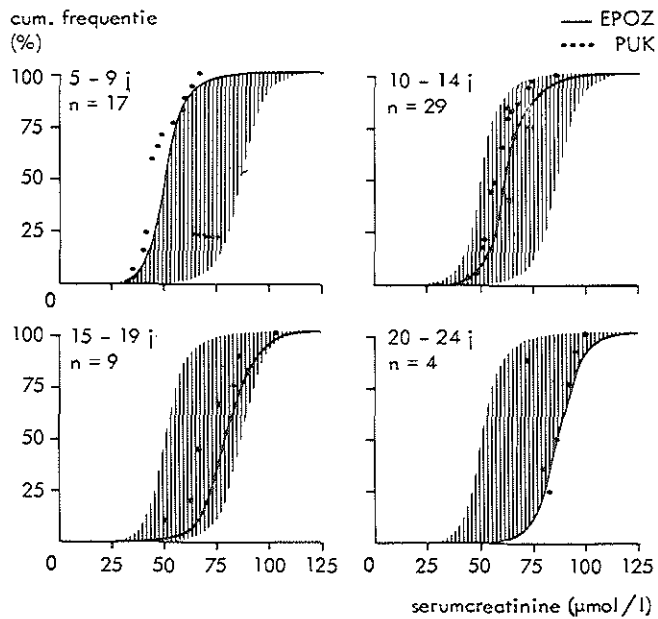 cum. frequentie
(%)
EPOZ
PUK
5 - 9 j
n = 17
100
75
50
25
0
10 - 14 j
n = 29
15 - 19 j
n = 9
100
75
50
25
0
0
25
50
75
100
125
20 - 24 j
n = 4
0
25
50
75
100
125
serumcreatinine (μmol/l)